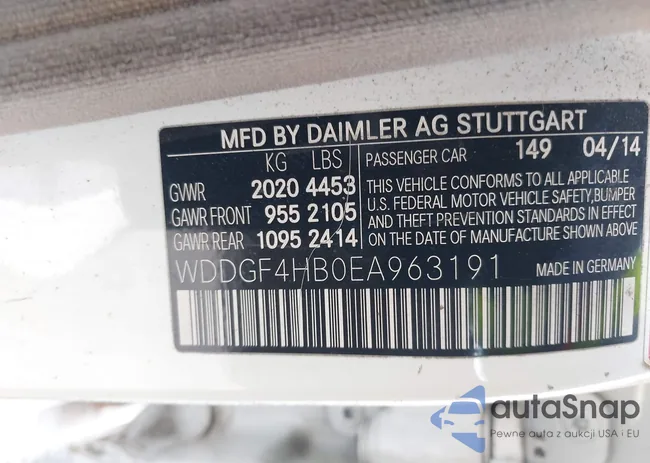 MFD BY DAIMLER AG STUTTGART
KG LBS
GVWR 2020 4453
GAWR FRONT 955 2105
GAWR REAR 1095 2414
PASSENGER CAR 149 04/14
THIS VEHICLE CONFORMS TO ALL APPLICABLE
U.S. FEDERAL MOTOR VEHICLE SAFETY, BUMPER
AND THEFT PREVENTION STANDARDS IN EFFECT
ON THE DATE OF MANUFACTURE SHOWN ABOVE.
WDDGF4HB0EA963191 MADE IN GERMANY
autaSnap
Pewne auta z aukcji USA i EU